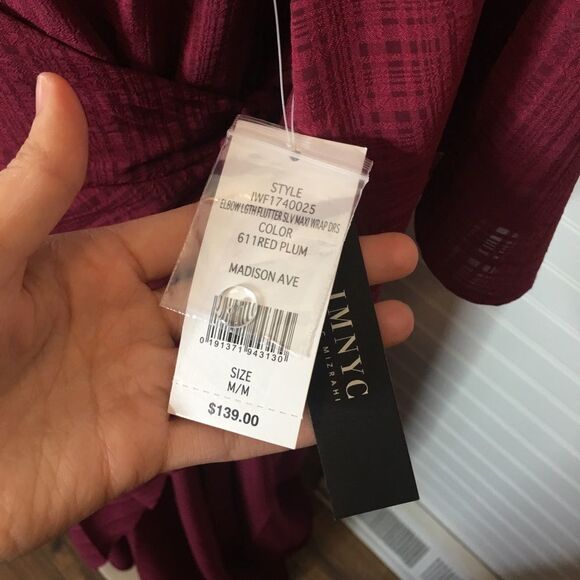 STYLE
IWF1740025
ELBOW LGTH FLUTTER SLV MAXI WRAP DRS
COLOR
611RED PLUM
MADISON AVE
0 191371 943130
SIZE
M/M
$139.00
IMNYC
MIZRAHI